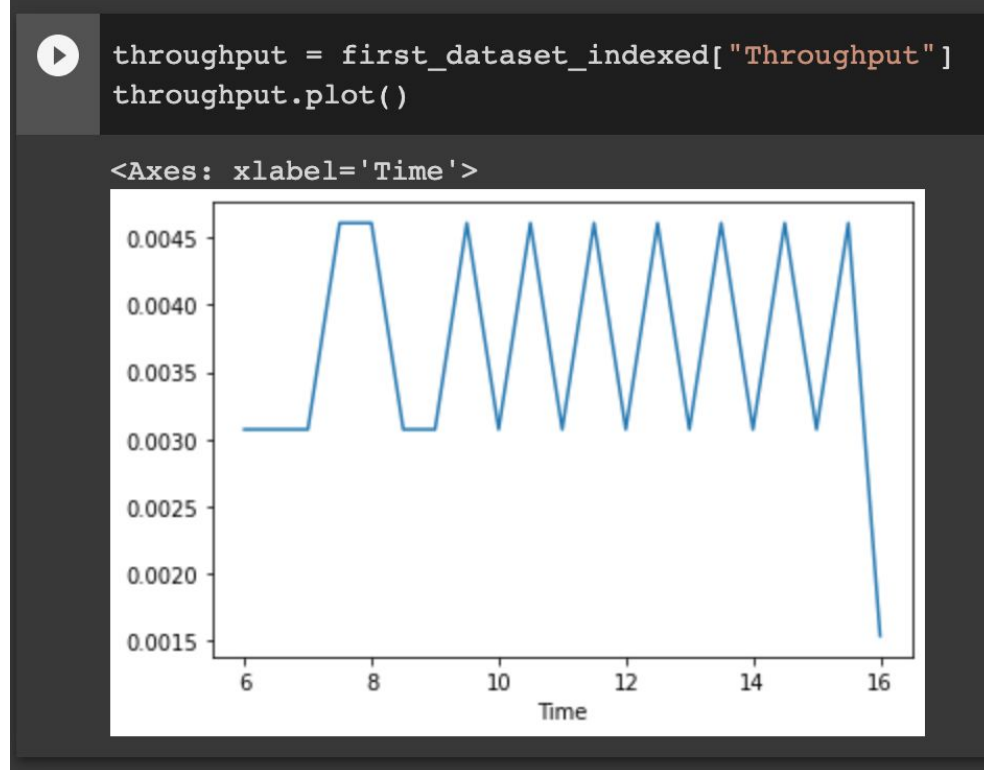 throughput = first_dataset_indexed["Throughput"]
throughput.plot()
<Axes: xlabel='Time'>
0.0045
0.0040
0.0035
0.0030
0.0025
0.0020
0.0015
6 8 10 12 14 16
Time